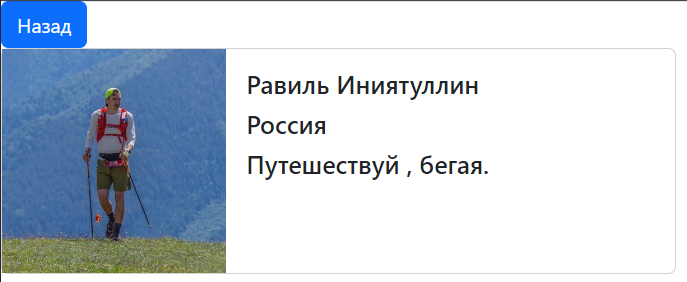 Назад
Равиль Иниятуллин
Россия
Путешествуй , бегая.